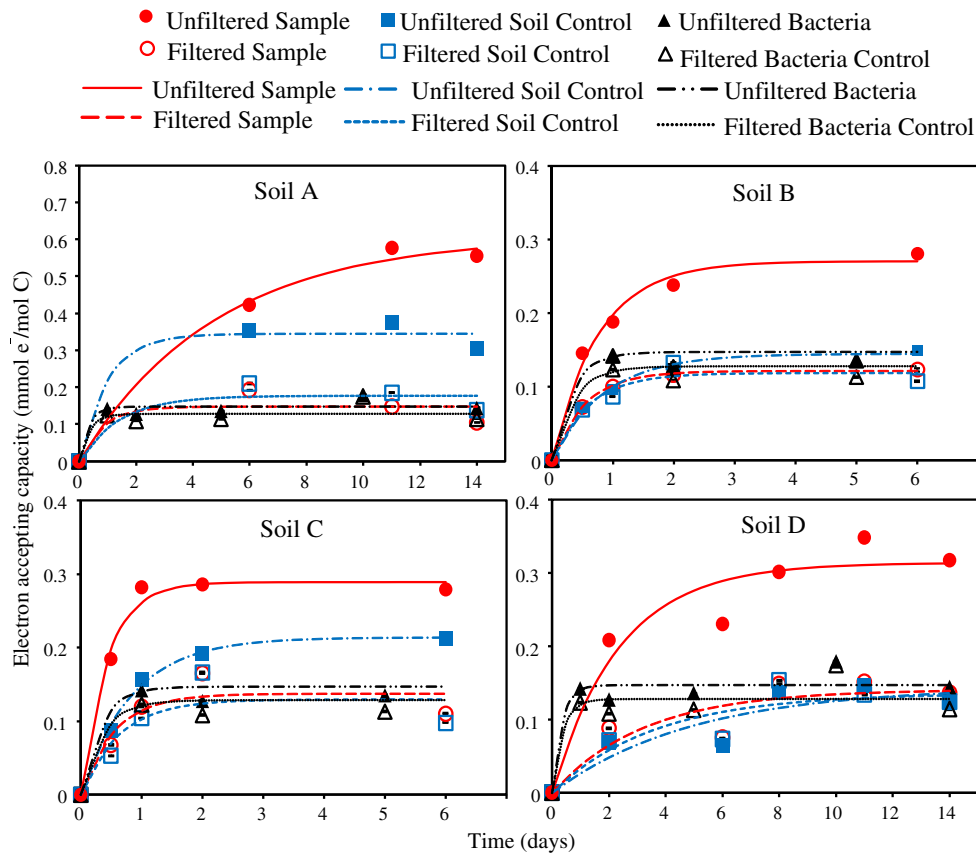 Unfiltered Sample Unfiltered Soil Control Unfiltered Bacteria
Filtered Sample Filtered Soil Control Filtered Bacteria Control
Unfiltered Sample Unfiltered Soil Control Unfiltered Bacteria
Filtered Sample Filtered Soil Control Filtered Bacteria Control
Electron accepting capacity (mmol e⁻/mol C)
Soil A
0.8
0.7
0.6
0.5
0.4
0.3
0.2
0.1
0
0 2 4 6 8 10 12 14
Soil B
0.4
0.3
0.2
0.1
0
0 1 2 3 4 5 6
Soil C
0.4
0.3
0.2
0.1
0
0 1 2 3 4 5 6 7
Soil D
0.4
0.3
0.2
0.1
0
0 2 4 6 8 10 12 14
Time (days)